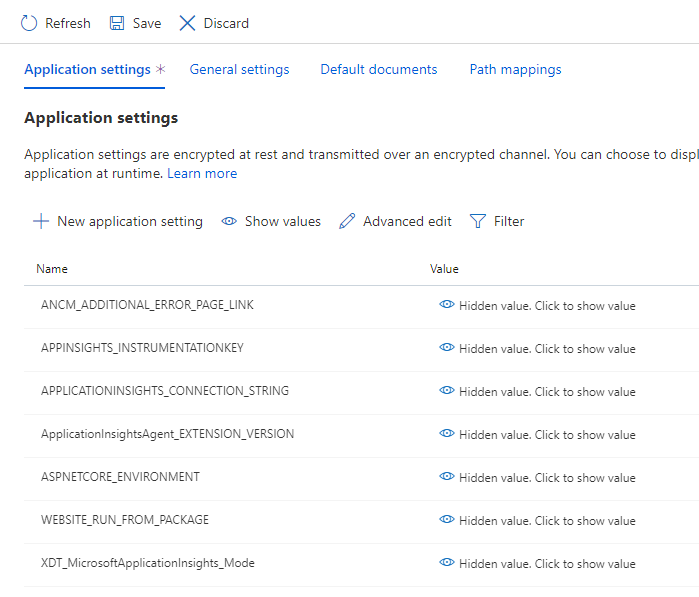 Refresh Save Discard
Application settings * General settings Default documents Path mappings
Application settings
Application settings are encrypted at rest and transmitted over an encrypted channel. You can choose to displ
application at runtime. Learn more
New application setting Show values Advanced edit Filter
Name Value
ANCM_ADDITIONAL_ERROR_PAGE_LINK Hidden value. Click to show value
APPINSIGHTS_INSTRUMENTATIONKEY Hidden value. Click to show value
APPLICATIONINSIGHTS_CONNECTION_STRING Hidden value. Click to show value
ApplicationInsightsAgent_EXTENSION_VERSION Hidden value. Click to show value
ASPNETCORE_ENVIRONMENT Hidden value. Click to show value
WEBSITE_RUN_FROM_PACKAGE Hidden value. Click to show value
XDT_MicrosoftApplicationInsights_Mode Hidden value. Click to show value